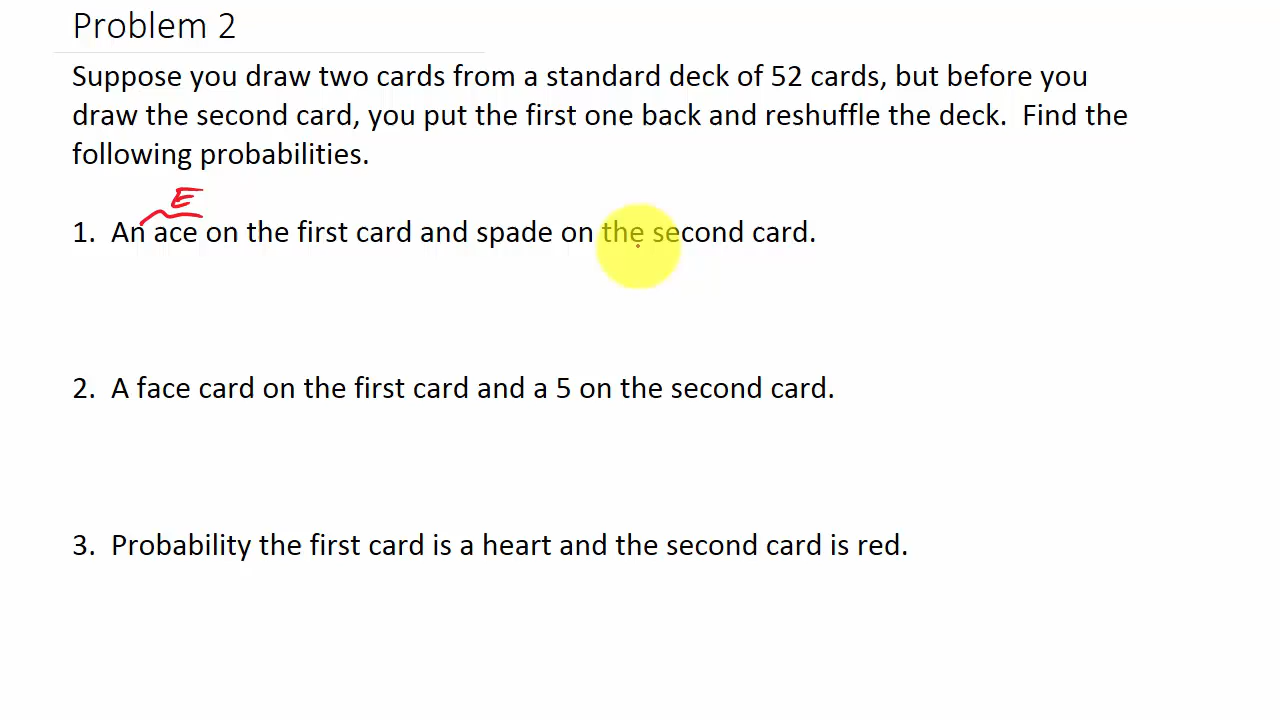 Problem 2
Suppose you draw two cards from a standard deck of 52 cards, but before you
draw the second card, you put the first one back and reshuffle the deck. Find the
following probabilities.
E
1. An ace on the first card and spade on the second card.
2. A face card on the first card and a 5 on the second card.
3. Probability the first card is a heart and the second card is red.